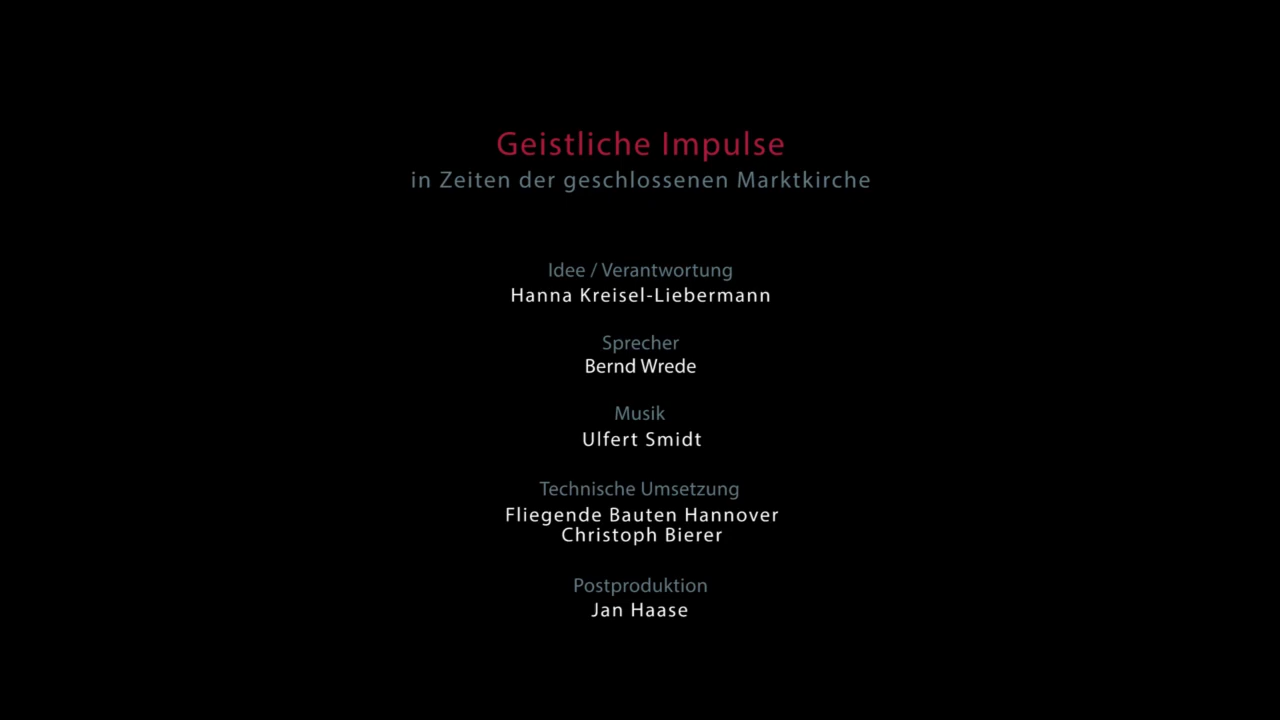 Geistliche Impulse
in Zeiten der geschlossenen Marktkirche
Idee / Verantwortung
Hanna Kreisel-Liebermann
Sprecher
Bernd Wrede
Musik
Ulfert Smidt
Technische Umsetzung
Fliegende Bauten Hannover
Christoph Bierer
Postproduktion
Jan Haase